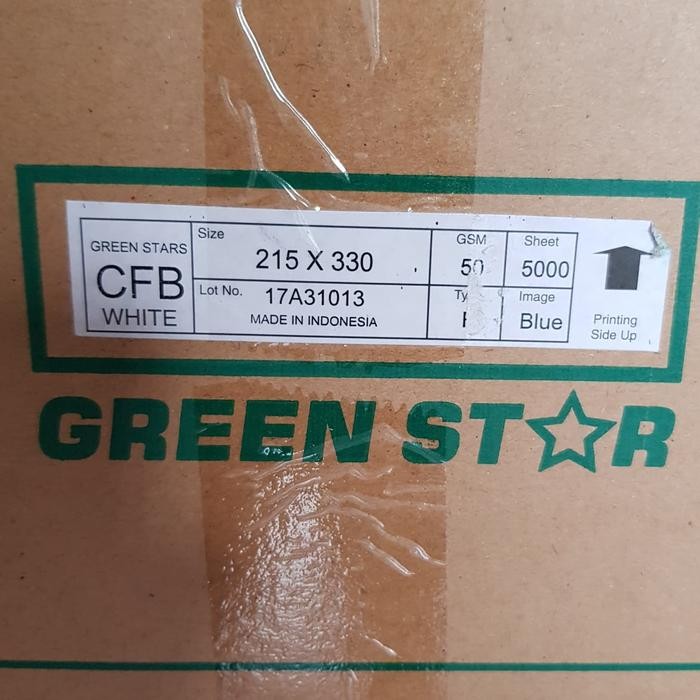 GREEN STARS
CFB
WHITE
Size
215 X 330
Lot No. 17A31013
MADE IN INDONESIA
GSM
50
Sheet
5000
Image
Blue
Printing
Side Up
GREEN ST☆R